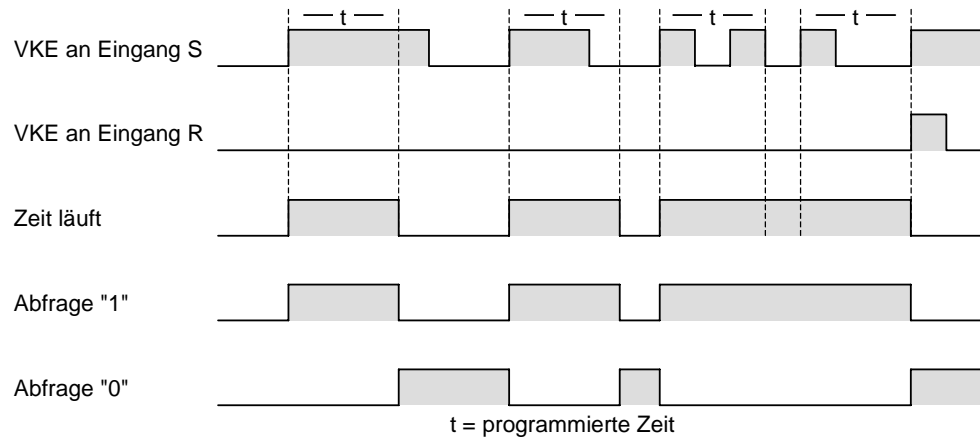 t t t t
VKE an Eingang S
VKE an Eingang R
Zeit läuft
Abfrage "1"
Abfrage "0"
t = programmierte Zeit